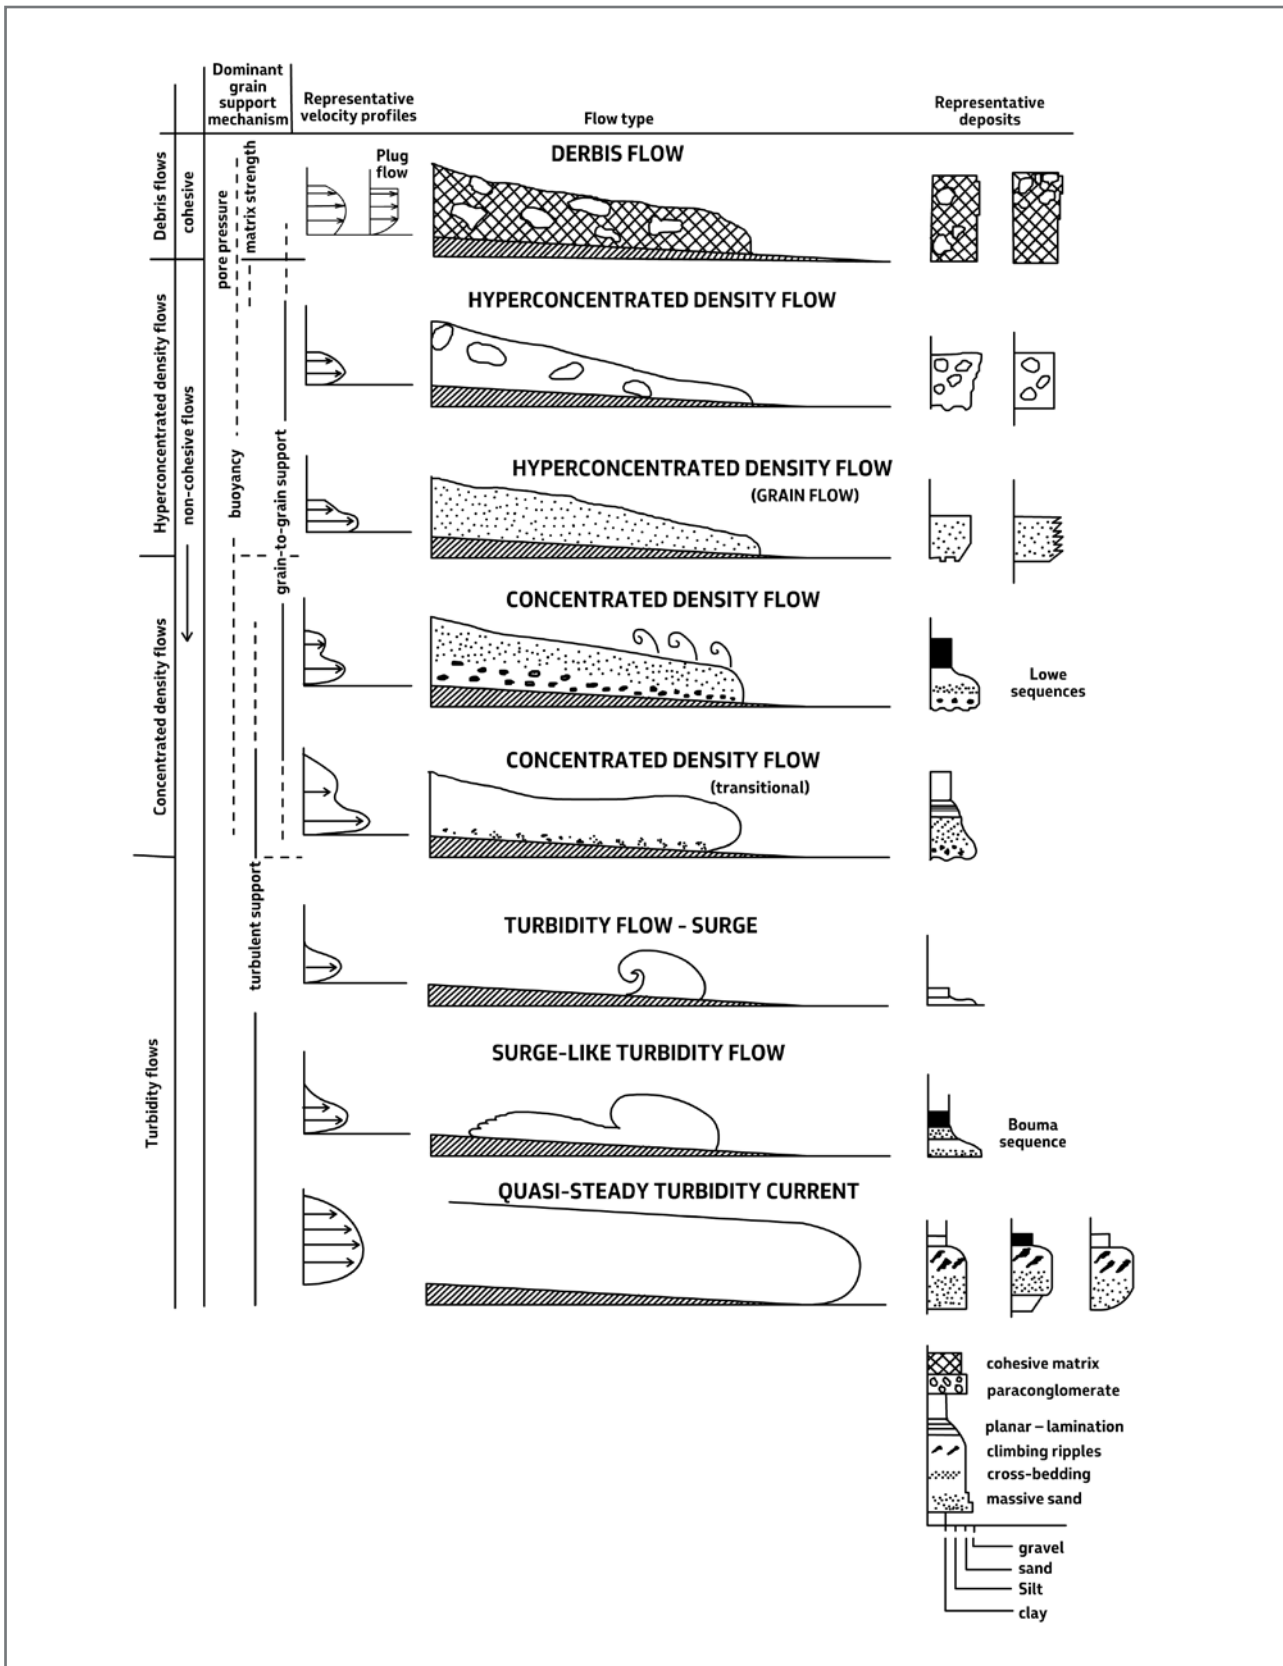 Dominant
grain
support
mechanism
Representative
velocity profiles
Flow type
Representative
deposits
Debris flows
cohesive
pore pressure
matrix strength
Plug
flow
DERBIS FLOW
Hyperconcentrated density flows
non-cohesive flows
buoyancy
grain-to-grain support
HYPERCONCENTRATED DENSITY FLOW
HYPERCONCENTRATED DENSITY FLOW
(GRAIN FLOW)
Concentrated density flows
CONCENTRATED DENSITY FLOW
Lowe
sequences
CONCENTRATED DENSITY FLOW
(transitional)
Turbidity flows
turbulent support
TURBIDITY FLOW - SURGE
SURGE-LIKE TURBIDITY FLOW
Bouma
sequence
QUASI-STEADY TURBIDITY CURRENT
cohesive matrix
paraconglomerate
planar – lamination
climbing ripples
cross-bedding
massive sand
gravel
sand
Silt
clay